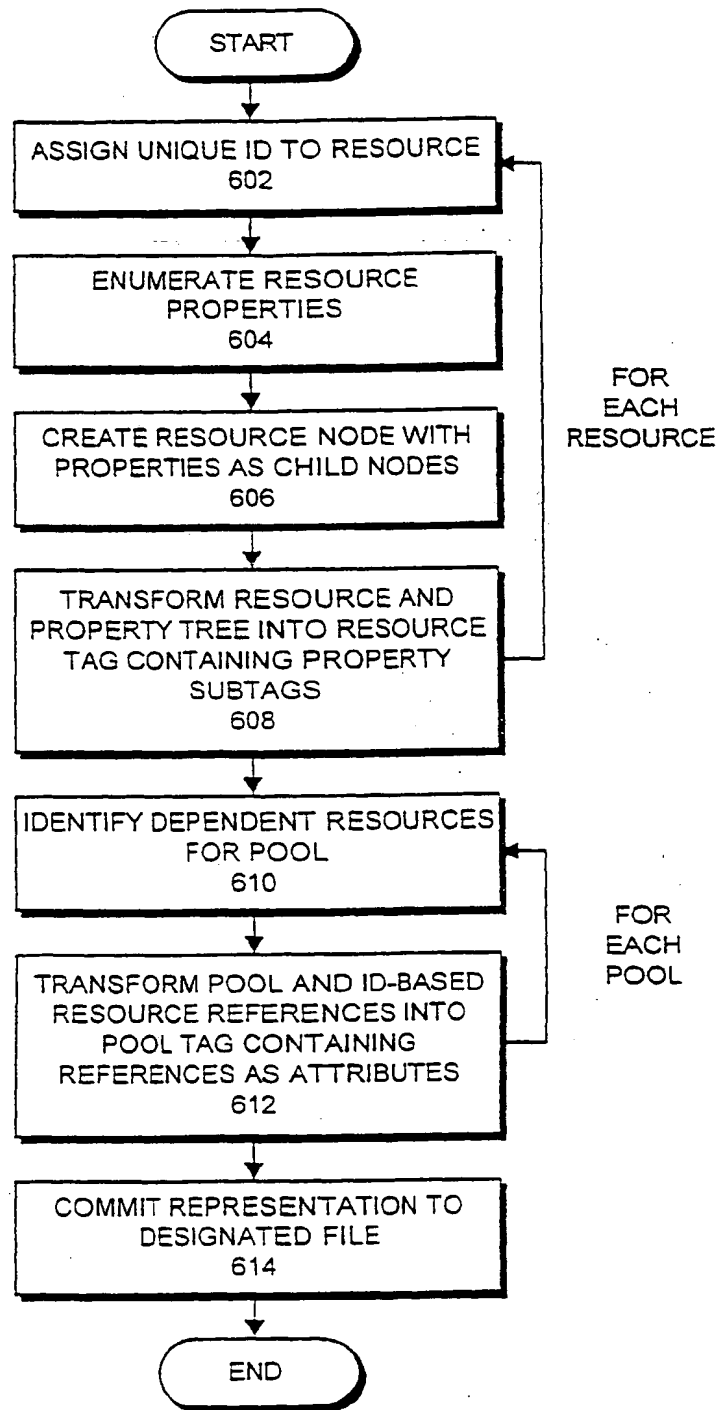 START
ASSIGN UNIQUE ID TO RESOURCE
602
ENUMERATE RESOURCE
PROPERTIES
604
CREATE RESOURCE NODE WITH
PROPERTIES AS CHILD NODES
606
TRANSFORM RESOURCE AND
PROPERTY TREE INTO RESOURCE
TAG CONTAINING PROPERTY
SUBTAGS
608
FOR
EACH
RESOURCE
IDENTIFY DEPENDENT RESOURCES
FOR POOL
610
TRANSFORM POOL AND ID-BASED
RESOURCE REFERENCES INTO
POOL TAG CONTAINING
REFERENCES AS ATTRIBUTES
612
FOR
EACH
POOL
COMMIT REPRESENTATION TO
DESIGNATED FILE
614
END